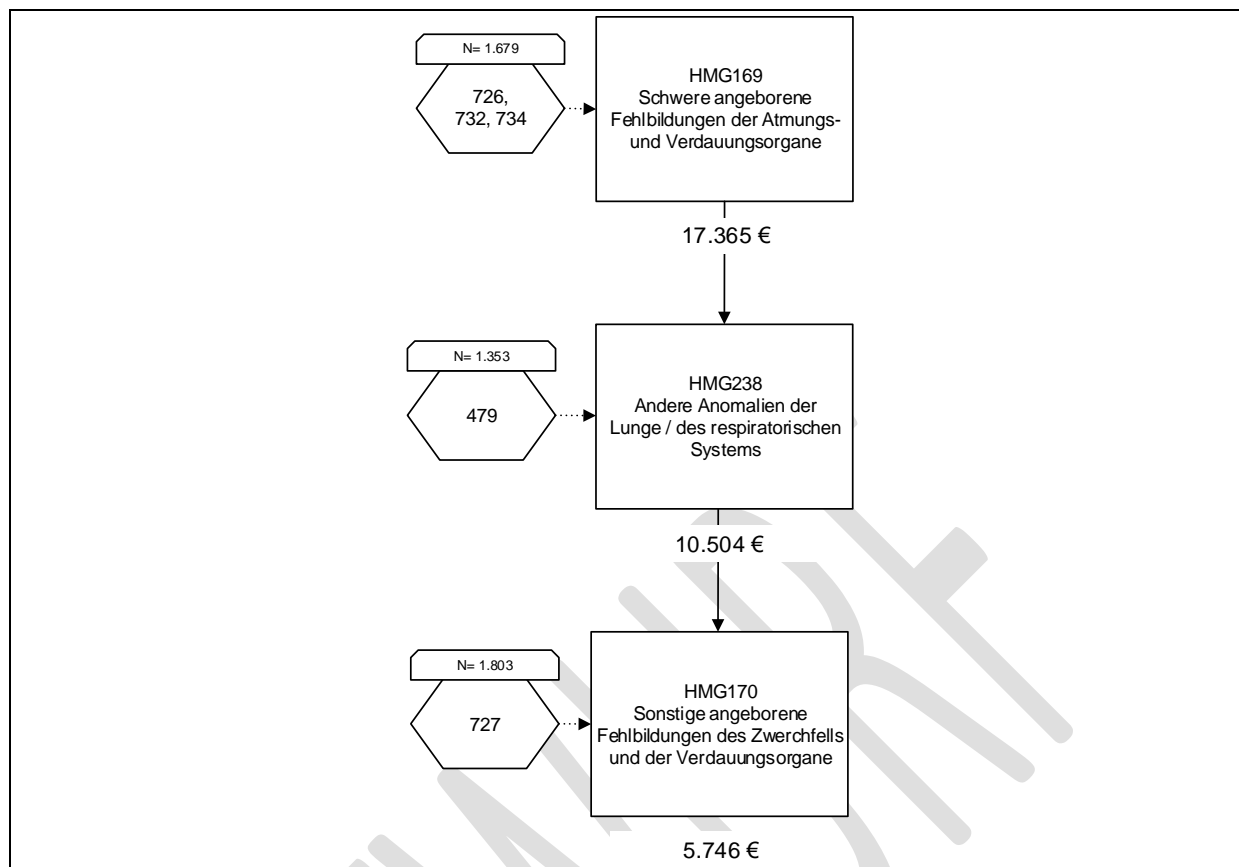 N= 1.679
726,
732, 734
HMG169
Schwere angeborene
Fehlbildungen der Atmungs-
und Verdauungsorgane
17.365 €
N= 1.353
479
HMG238
Andere Anomalien der
Lunge / des respiratorischen
Systems
10.504 €
N= 1.803
727
HMG170
Sonstige angeborene
Fehlbildungen des Zwerchfells
und der Verdauungsorgane
5.746 €